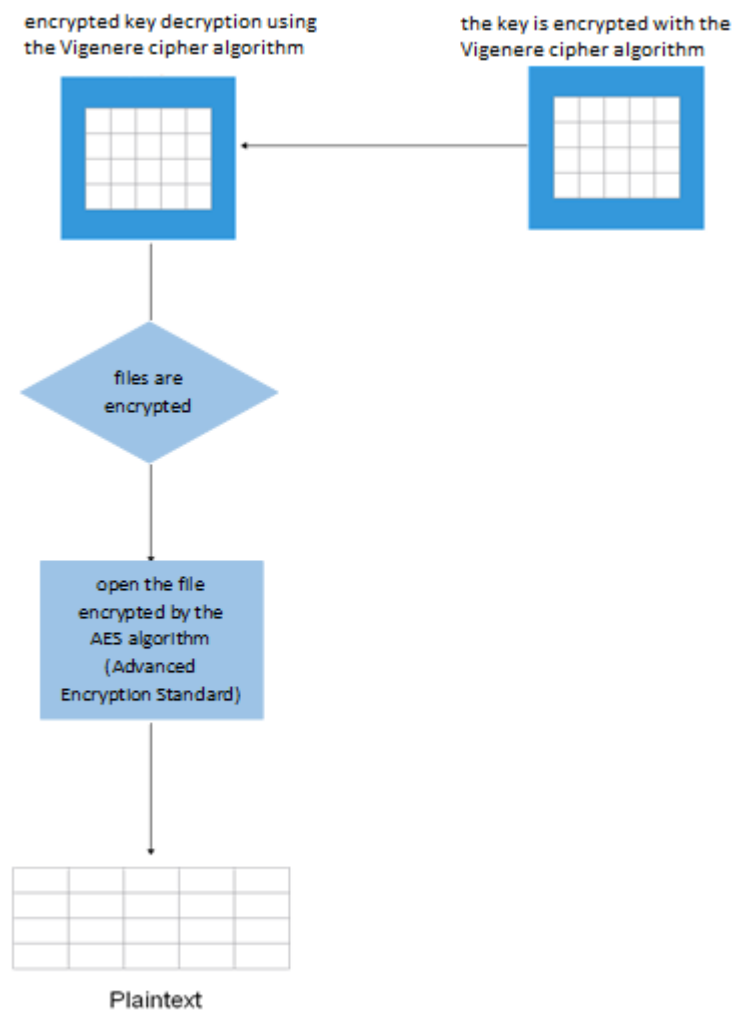 encrypted key decryption using
the Vigenere cipher algorithm
the key is encrypted with the
Vigenere cipher algorithm
files are
encrypted
open the file
encrypted by the
AES algorithm
(Advanced
Encryption Standard)
Plaintext